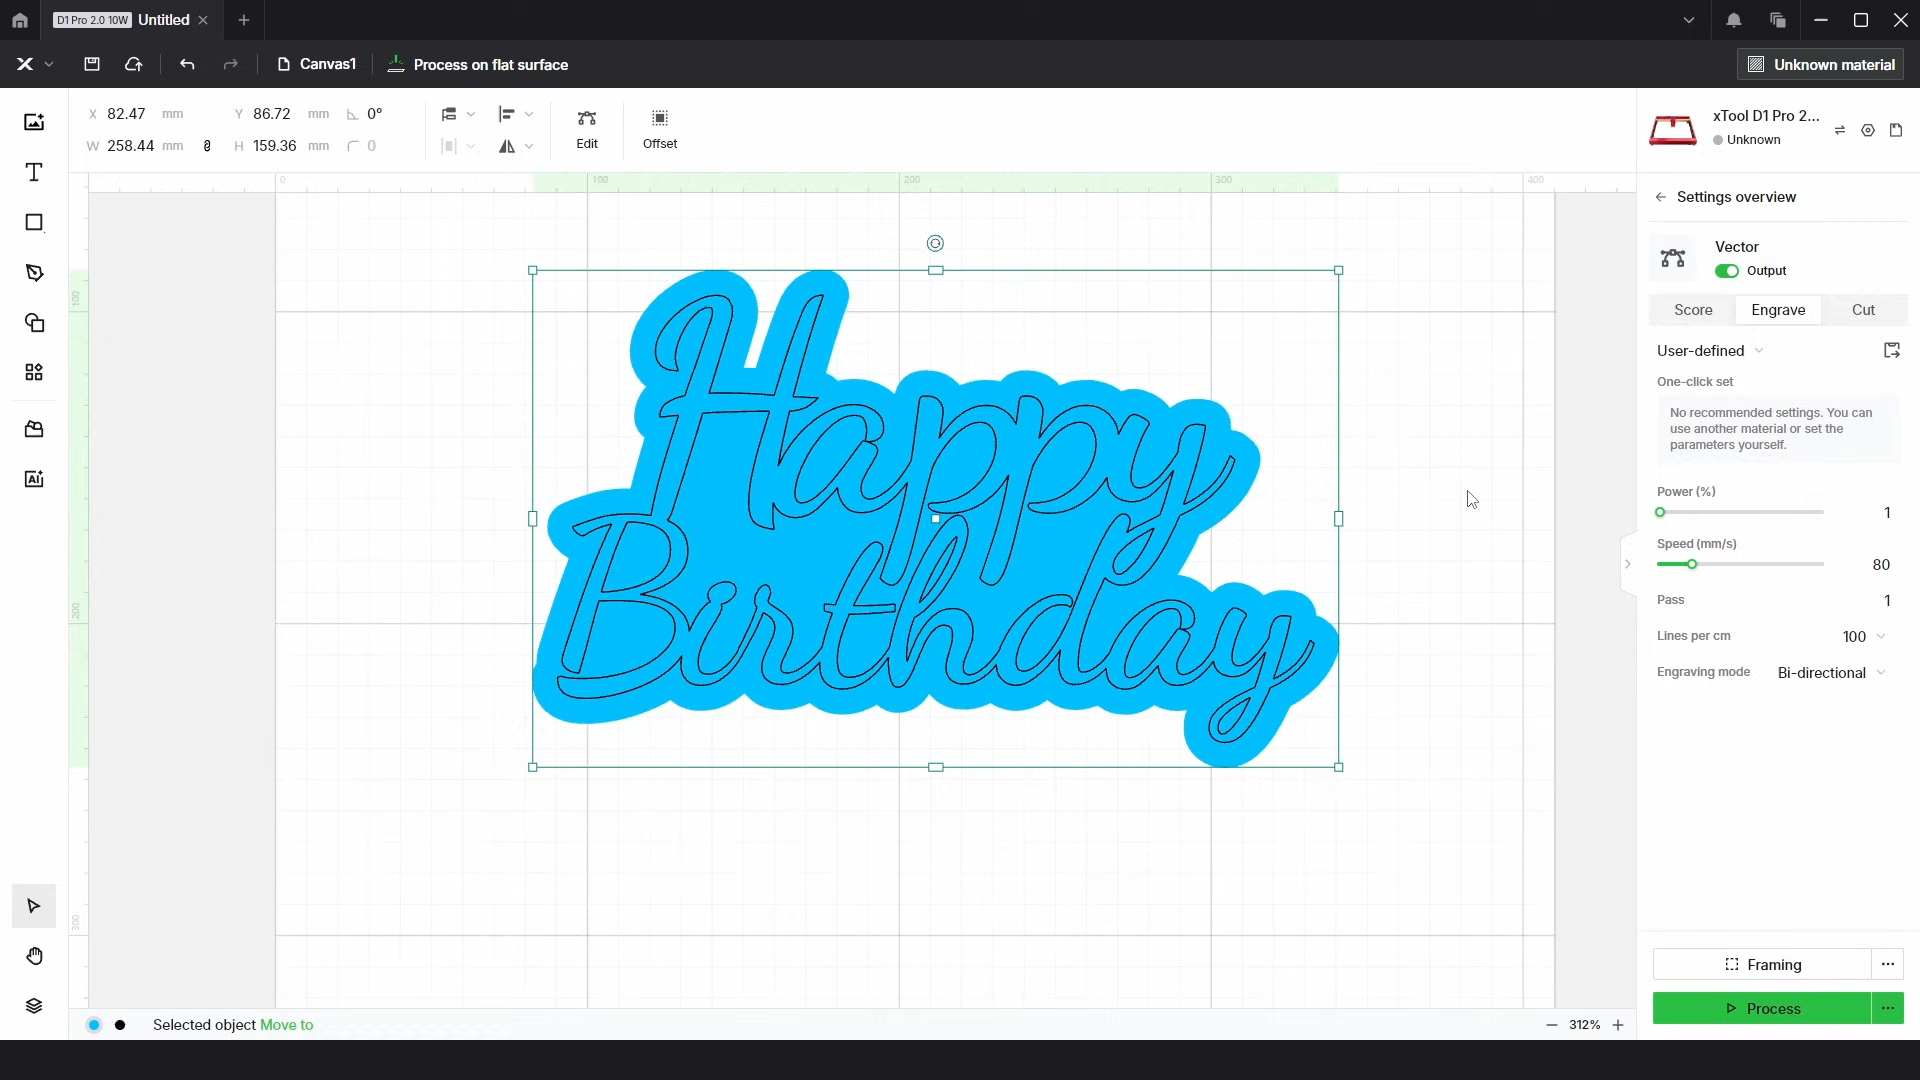 D1 Pro 2.0 10W Untitled
Canvas1
Process on flat surface
Unknown material
X 82.47 mm
Y 86.72 mm
0°
W 258.44 mm
H 159.36 mm
0
Edit
Offset
xTool D1 Pro 2...
Unknown
0
100
200
300
400
100
200
300
Settings overview
Vector
Output
Score
Engrave
Cut
User-defined
One-click set
No recommended settings. You can
use another material or set the
parameters yourself.
Power (%)
1
Speed (mm/s)
80
Pass
1
Lines per cm
100
Engraving mode
Bi-directional
Happy
Birthday
AI
Framing
Process
Selected object Move to
312%